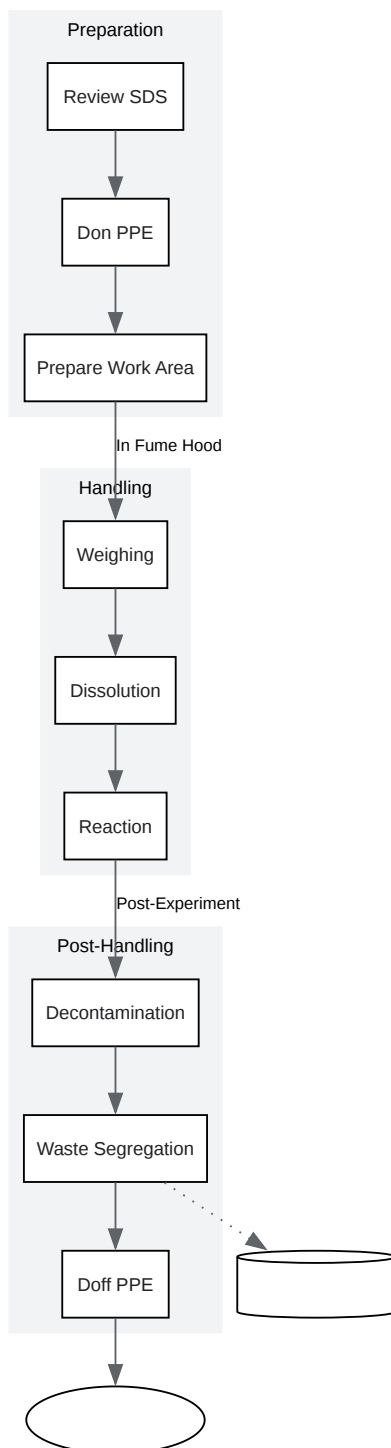 Preparation
Review SDS
Don PPE
Prepare Work Area
In Fume Hood
Handling
Weighing
Dissolution
Reaction
Post-Experiment
Post-Handling
Decontamination
Waste Segregation
Doff PPE